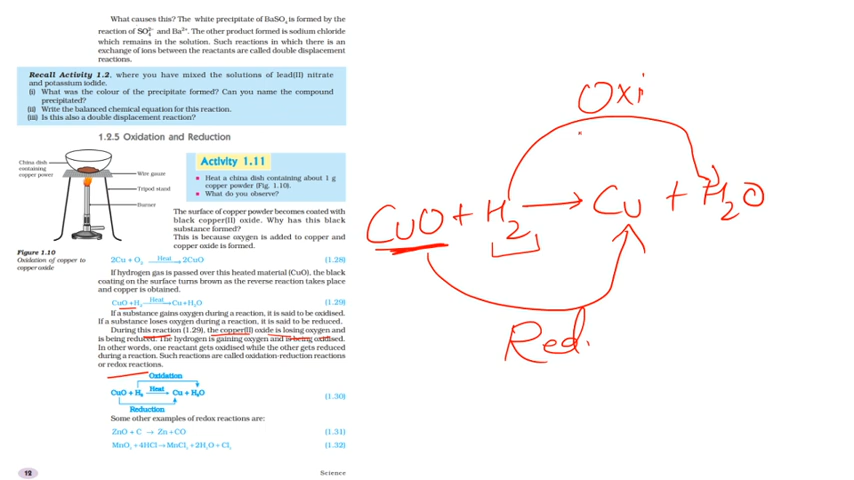 What causes this? The white precipitate of BaSO₄ is formed by the
reaction of SO₄²⁻ and Ba²⁺. The other product formed is sodium chloride
which remains in the solution. Such reactions in which there is an
exchange of ions between the reactants are called double displacement
reactions.
Recall Activity 1.2, where you have mixed the solutions of lead(II) nitrate
and potassium iodide.
(i) What was the colour of the precipitate formed? Can you name the compound
precipitated?
(ii) Write the balanced chemical equation for this reaction.
(iii) Is this also a double displacement reaction?
1.2.5 Oxidation and Reduction
China dish
containing
copper power
Wire gauze
Tripod stand
Burner
Figure 1.10
Oxidation of copper to
copper oxide
Activity 1.11
• Heat a china dish containing about 1 g
copper powder (Fig. 1.10).
• What do you observe?
The surface of copper powder becomes coated with
black copper(II) oxide. Why has this black
substance formed?
This is because oxygen is added to copper and
copper oxide is formed.
2Cu + O₂ —Heat→ 2CuO (1.28)
If hydrogen gas is passed over this heated material (CuO), the black
coating on the surface turns brown as the reverse reaction takes place
and copper is obtained.
CuO +H₂ —Heat→ Cu+H₂O (1.29)
If a substance gains oxygen during a reaction, it is said to be oxidised.
If a substance loses oxygen during a reaction, it is said to be reduced.
During this reaction (1.29), the copper(II) oxide is losing oxygen and
is being reduced. The hydrogen is gaining oxygen and is being oxidised.
In other words, one reactant gets oxidised while the other gets reduced
during a reaction. Such reactions are called oxidation-reduction reactions
or redox reactions.
Oxidation
CuO + H₂ —Heat→ Cu + H₂O (1.30)
Reduction
Some other examples of redox reactions are:
ZnO + C → Zn + CO (1.31)
MnO₂ + 4HCl → MnCl₂ + 2H₂O + Cl₂ (1.32)
12
Science
Oxi
CuO + H₂ → Cu + H₂O
Red.